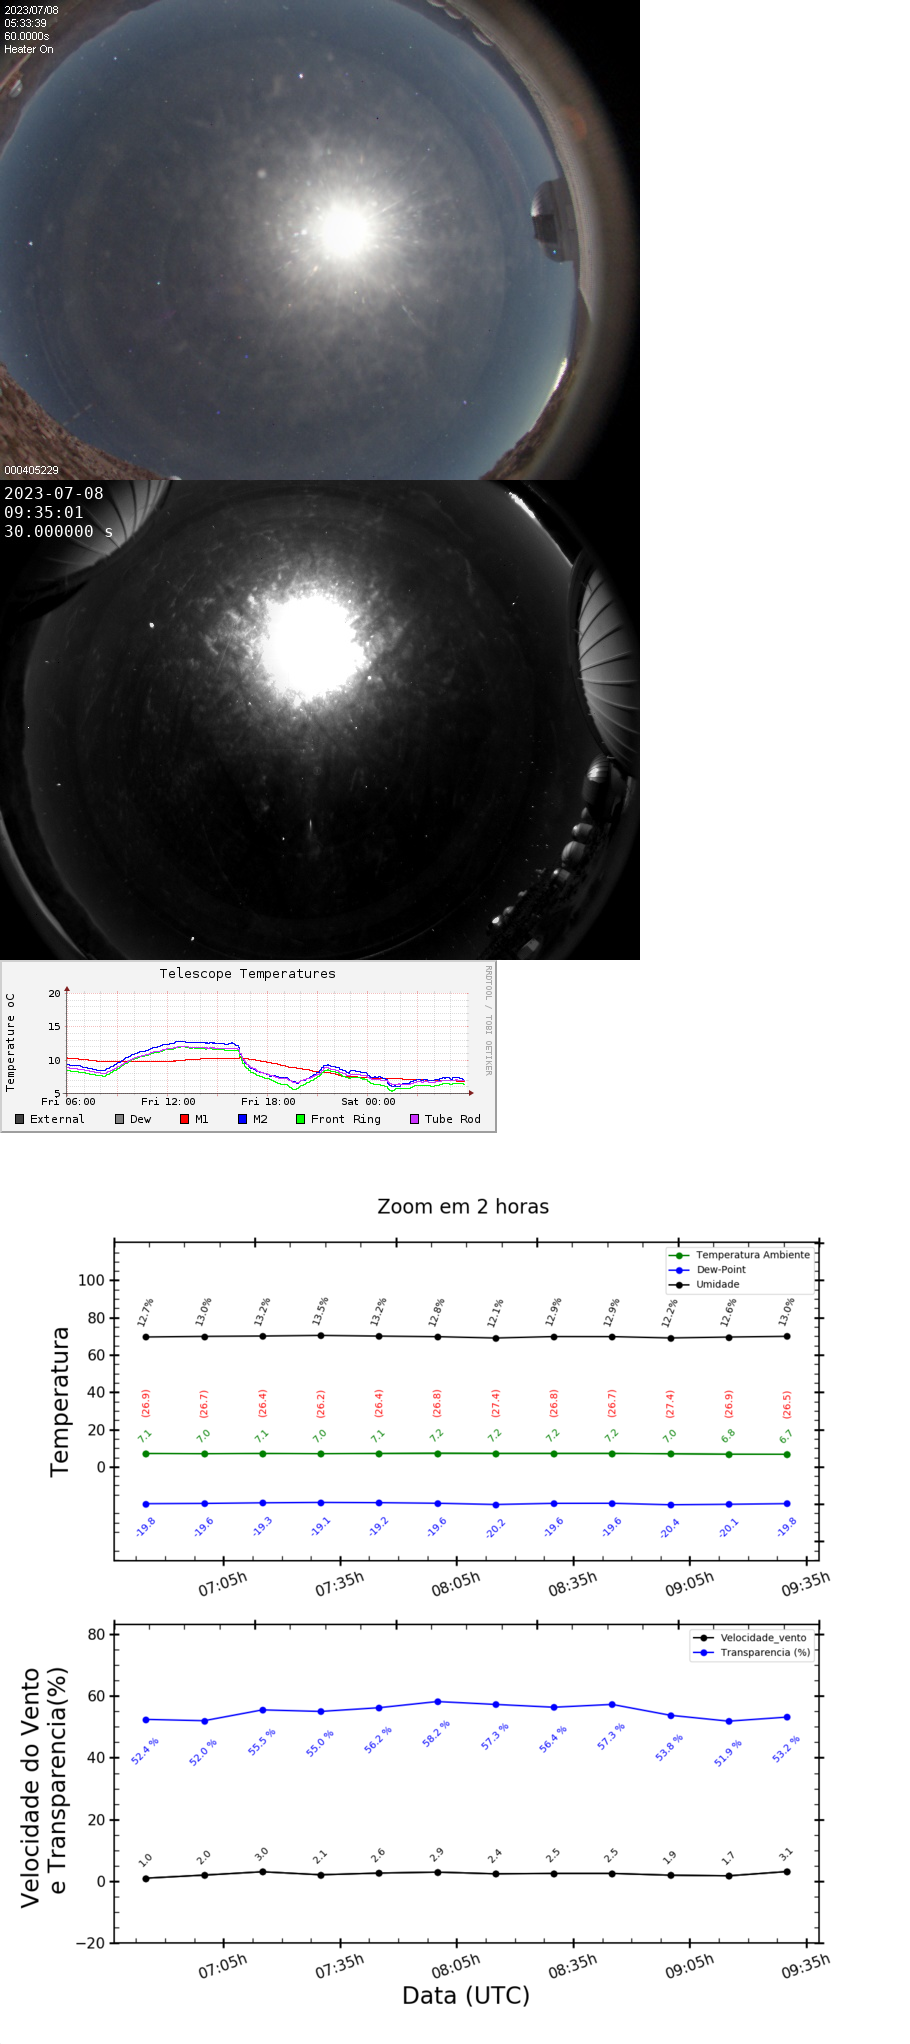 2023/07/08
05:33:39
60.0000s
Heater On
000405229
2023-07-08
09:35:01
30.000000 s
Telescope Temperatures
RRDTOOL / TOBI OETIKER
Temperature oC
20
15
10
5
Fri 06:00 Fri 12:00 Fri 18:00 Sat 00:00
External Dew M1 M2 Front Ring Tube Rod
Zoom em 2 horas
Temperatura Ambiente
Dew-Point
Umidade
Temperatura
100
80
60
40
20
0
12.7% 13.0% 13.2% 13.5% 13.2% 12.8% 12.1% 12.9% 12.9% 12.2% 12.6% 13.0%
(26.9) (26.7) (26.4) (26.2) (26.4) (26.8) (27.4) (26.8) (26.7) (27.4) (26.9) (26.5)
7.1 7.0 7.1 7.0 7.1 7.2 7.2 7.2 7.2 7.0 6.8 6.7
-19.8 -19.6 -19.3 -19.1 -19.2 -19.6 -20.2 -19.6 -19.6 -20.4 -20.1 -19.8
07:05h 07:35h 08:05h 08:35h 09:05h 09:35h
Velocidade_vento
Transparencia (%)
Velocidade do Vento
e Transparencia(%)
80
60
40
20
0
−20
52.4 % 52.0 % 55.5 % 55.0 % 56.2 % 58.2 % 57.3 % 56.4 % 57.3 % 53.8 % 51.9 % 53.2 %
1.0 2.0 3.0 2.1 2.6 2.9 2.4 2.5 2.5 1.9 1.7 3.1
07:05h 07:35h 08:05h 08:35h 09:05h 09:35h
Data (UTC)